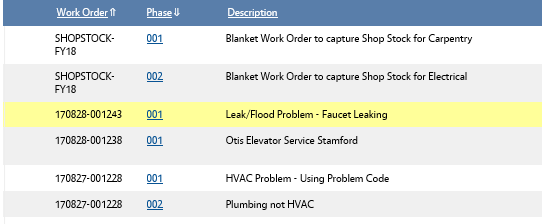 Work Order⇑ Phase⇓ Description
SHOPSTOCK- 001 Blanket Work Order to capture Shop Stock for Carpentry
FY18
SHOPSTOCK- 002 Blanket Work Order to capture Shop Stock for Electrical
FY18
170828-001243 001 Leak/Flood Problem - Faucet Leaking
170828-001238 001 Otis Elevator Service Stamford
170827-001228 001 HVAC Problem - Using Problem Code
170827-001228 002 Plumbing not HVAC